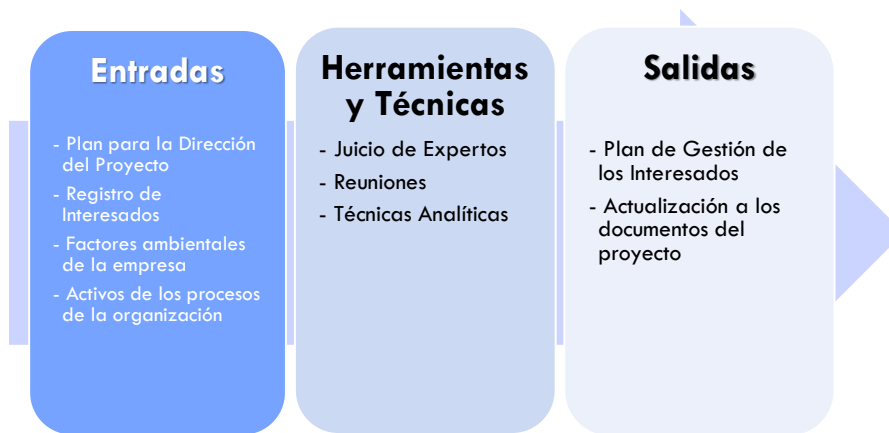 Entradas
- Plan para la Dirección
del Proyecto
- Registro de
Interesados
- Factores ambientales
de la empresa
- Activos de los procesos
de la organización
Herramientas
y Técnicas
- Juicio de Expertos
- Reuniones
- Técnicas Analíticas
Salidas
- Plan de Gestión de
los Interesados
- Actualización a los
documentos del
proyecto